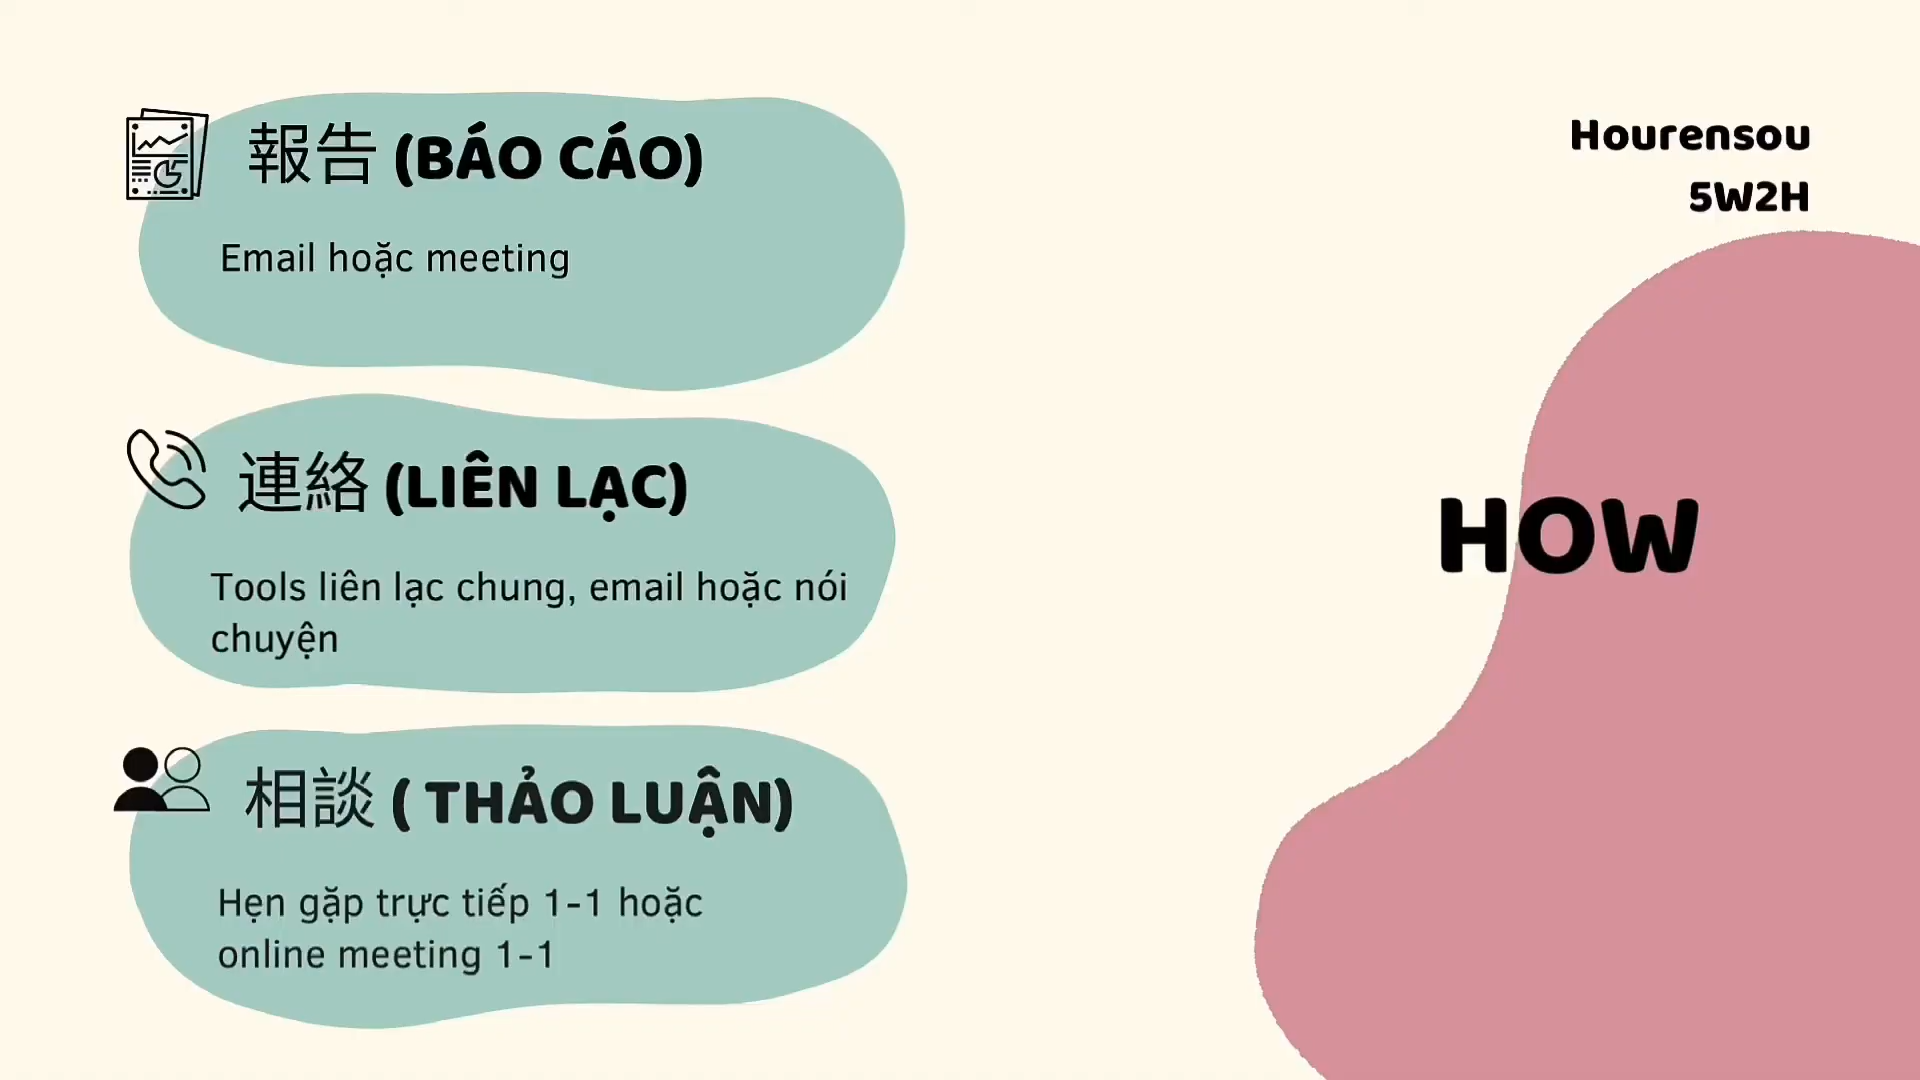 報告 (BÁO CÁO)
Email hoặc meeting
連絡 (LIÊN LẠC)
Tools liên lạc chung, email hoặc nói
chuyện
相談 ( THẢO LUẬN)
Hẹn gặp trực tiếp 1-1 hoặc
online meeting 1-1
Hourensou
5W2H
HOW